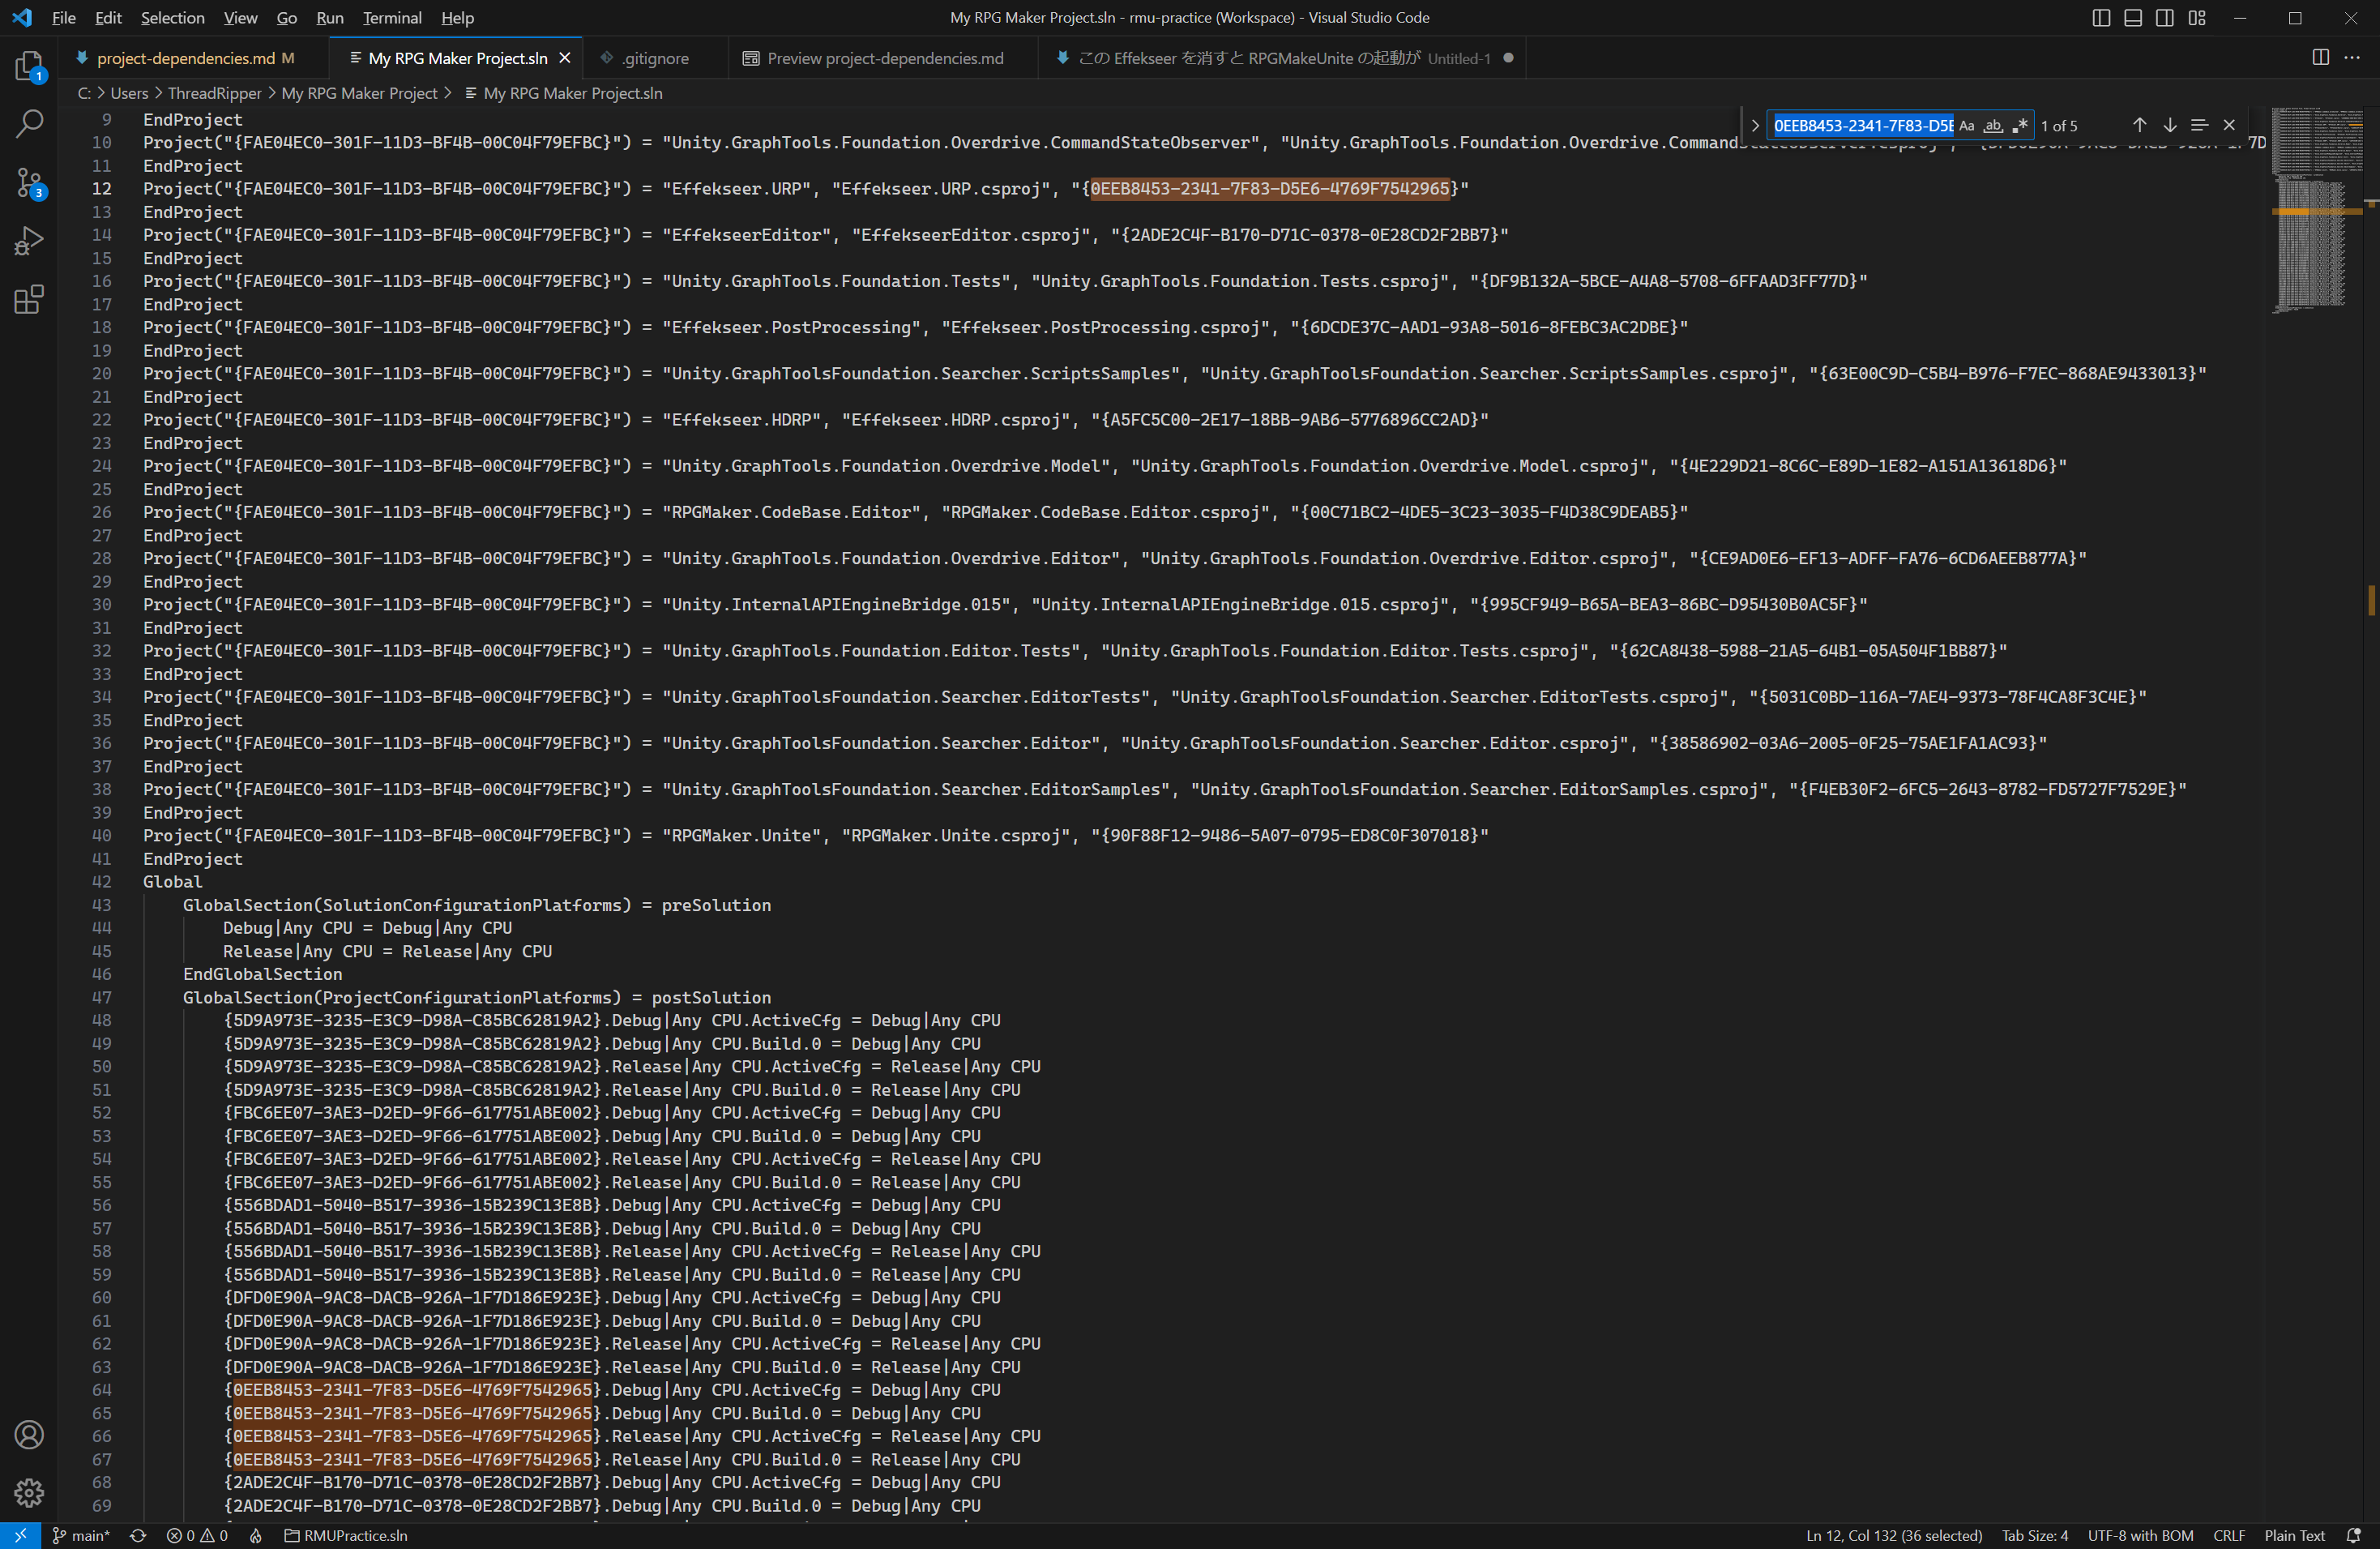 File Edit Selection View Go Run Terminal Help
My RPG Maker Project.sln - rmu-practice (Workspace) - Visual Studio Code
project-dependencies.md M
My RPG Maker Project.sln
.gitignore
Preview project-dependencies.md
この Effekseer を消すと RPGMakeUnite の起動が Untitled-1
C: > Users > ThreadRipper > My RPG Maker Project > My RPG Maker Project.sln
0EEB8453-2341-7F83-D5E Aa ab .* 1 of 5
1
3
9 EndProject
10 Project("{FAE04EC0-301F-11D3-BF4B-00C04F79EFBC}") = "Unity.GraphTools.Foundation.Overdrive.CommandStateObserver", "Unity.GraphTools.Foundation.Overdrive.CommandStateObserver.csproj", "{DFD0E90A-9AC8-DACB-926A-1F7D
11 EndProject
12 Project("{FAE04EC0-301F-11D3-BF4B-00C04F79EFBC}") = "Effekseer.URP", "Effekseer.URP.csproj", "{0EEB8453-2341-7F83-D5E6-4769F7542965}"
13 EndProject
14 Project("{FAE04EC0-301F-11D3-BF4B-00C04F79EFBC}") = "EffekseerEditor", "EffekseerEditor.csproj", "{2ADE2C4F-B170-D71C-0378-0E28CD2F2BB7}"
15 EndProject
16 Project("{FAE04EC0-301F-11D3-BF4B-00C04F79EFBC}") = "Unity.GraphTools.Foundation.Tests", "Unity.GraphTools.Foundation.Tests.csproj", "{DF9B132A-5BCE-A4A8-5708-6FFAAD3FF77D}"
17 EndProject
18 Project("{FAE04EC0-301F-11D3-BF4B-00C04F79EFBC}") = "Effekseer.PostProcessing", "Effekseer.PostProcessing.csproj", "{6DCDE37C-AAD1-93A8-5016-8FEBC3AC2DBE}"
19 EndProject
20 Project("{FAE04EC0-301F-11D3-BF4B-00C04F79EFBC}") = "Unity.GraphToolsFoundation.Searcher.ScriptsSamples", "Unity.GraphToolsFoundation.Searcher.ScriptsSamples.csproj", "{63E00C9D-C5B4-B976-F7EC-868AE9433013}"
21 EndProject
22 Project("{FAE04EC0-301F-11D3-BF4B-00C04F79EFBC}") = "Effekseer.HDRP", "Effekseer.HDRP.csproj", "{A5FC5C00-2E17-18BB-9AB6-5776896CC2AD}"
23 EndProject
24 Project("{FAE04EC0-301F-11D3-BF4B-00C04F79EFBC}") = "Unity.GraphTools.Foundation.Overdrive.Model", "Unity.GraphTools.Foundation.Overdrive.Model.csproj", "{4E229D21-8C6C-E89D-1E82-A151A13618D6}"
25 EndProject
26 Project("{FAE04EC0-301F-11D3-BF4B-00C04F79EFBC}") = "RPGMaker.CodeBase.Editor", "RPGMaker.CodeBase.Editor.csproj", "{00C71BC2-4DE5-3C23-3035-F4D38C9DEAB5}"
27 EndProject
28 Project("{FAE04EC0-301F-11D3-BF4B-00C04F79EFBC}") = "Unity.GraphTools.Foundation.Overdrive.Editor", "Unity.GraphTools.Foundation.Overdrive.Editor.csproj", "{CE9AD0E6-EF13-ADFF-FA76-6CD6AEEB877A}"
29 EndProject
30 Project("{FAE04EC0-301F-11D3-BF4B-00C04F79EFBC}") = "Unity.InternalAPIEngineBridge.015", "Unity.InternalAPIEngineBridge.015.csproj", "{995CF949-B65A-BEA3-86BC-D95430B0AC5F}"
31 EndProject
32 Project("{FAE04EC0-301F-11D3-BF4B-00C04F79EFBC}") = "Unity.GraphTools.Foundation.Editor.Tests", "Unity.GraphTools.Foundation.Editor.Tests.csproj", "{62CA8438-5988-21A5-64B1-05A504F1BB87}"
33 EndProject
34 Project("{FAE04EC0-301F-11D3-BF4B-00C04F79EFBC}") = "Unity.GraphToolsFoundation.Searcher.EditorTests", "Unity.GraphToolsFoundation.Searcher.EditorTests.csproj", "{5031C0BD-116A-7AE4-9373-78F4CA8F3C4E}"
35 EndProject
36 Project("{FAE04EC0-301F-11D3-BF4B-00C04F79EFBC}") = "Unity.GraphToolsFoundation.Searcher.Editor", "Unity.GraphToolsFoundation.Searcher.Editor.csproj", "{38586902-03A6-2005-0F25-75AE1FA1AC93}"
37 EndProject
38 Project("{FAE04EC0-301F-11D3-BF4B-00C04F79EFBC}") = "Unity.GraphToolsFoundation.Searcher.EditorSamples", "Unity.GraphToolsFoundation.Searcher.EditorSamples.csproj", "{F4EB30F2-6FC5-2643-8782-FD5727F7529E}"
39 EndProject
40 Project("{FAE04EC0-301F-11D3-BF4B-00C04F79EFBC}") = "RPGMaker.Unite", "RPGMaker.Unite.csproj", "{90F88F12-9486-5A07-0795-ED8C0F307018}"
41 EndProject
42 Global
43 GlobalSection(SolutionConfigurationPlatforms) = preSolution
44 Debug|Any CPU = Debug|Any CPU
45 Release|Any CPU = Release|Any CPU
46 EndGlobalSection
47 GlobalSection(ProjectConfigurationPlatforms) = postSolution
48 {5D9A973E-3235-E3C9-D98A-C85BC62819A2}.Debug|Any CPU.ActiveCfg = Debug|Any CPU
49 {5D9A973E-3235-E3C9-D98A-C85BC62819A2}.Debug|Any CPU.Build.0 = Debug|Any CPU
50 {5D9A973E-3235-E3C9-D98A-C85BC62819A2}.Release|Any CPU.ActiveCfg = Release|Any CPU
51 {5D9A973E-3235-E3C9-D98A-C85BC62819A2}.Release|Any CPU.Build.0 = Release|Any CPU
52 {FBC6EE07-3AE3-D2ED-9F66-617751ABE002}.Debug|Any CPU.ActiveCfg = Debug|Any CPU
53 {FBC6EE07-3AE3-D2ED-9F66-617751ABE002}.Debug|Any CPU.Build.0 = Debug|Any CPU
54 {FBC6EE07-3AE3-D2ED-9F66-617751ABE002}.Release|Any CPU.ActiveCfg = Release|Any CPU
55 {FBC6EE07-3AE3-D2ED-9F66-617751ABE002}.Release|Any CPU.Build.0 = Release|Any CPU
56 {556BDAD1-5040-B517-3936-15B239C13E8B}.Debug|Any CPU.ActiveCfg = Debug|Any CPU
57 {556BDAD1-5040-B517-3936-15B239C13E8B}.Debug|Any CPU.Build.0 = Debug|Any CPU
58 {556BDAD1-5040-B517-3936-15B239C13E8B}.Release|Any CPU.ActiveCfg = Release|Any CPU
59 {556BDAD1-5040-B517-3936-15B239C13E8B}.Release|Any CPU.Build.0 = Release|Any CPU
60 {DFD0E90A-9AC8-DACB-926A-1F7D186E923E}.Debug|Any CPU.ActiveCfg = Debug|Any CPU
61 {DFD0E90A-9AC8-DACB-926A-1F7D186E923E}.Debug|Any CPU.Build.0 = Debug|Any CPU
62 {DFD0E90A-9AC8-DACB-926A-1F7D186E923E}.Release|Any CPU.ActiveCfg = Release|Any CPU
63 {DFD0E90A-9AC8-DACB-926A-1F7D186E923E}.Release|Any CPU.Build.0 = Release|Any CPU
64 {0EEB8453-2341-7F83-D5E6-4769F7542965}.Debug|Any CPU.ActiveCfg = Debug|Any CPU
65 {0EEB8453-2341-7F83-D5E6-4769F7542965}.Debug|Any CPU.Build.0 = Debug|Any CPU
66 {0EEB8453-2341-7F83-D5E6-4769F7542965}.Release|Any CPU.ActiveCfg = Release|Any CPU
67 {0EEB8453-2341-7F83-D5E6-4769F7542965}.Release|Any CPU.Build.0 = Release|Any CPU
68 {2ADE2C4F-B170-D71C-0378-0E28CD2F2BB7}.Debug|Any CPU.ActiveCfg = Debug|Any CPU
69 {2ADE2C4F-B170-D71C-0378-0E28CD2F2BB7}.Debug|Any CPU.Build.0 = Debug|Any CPU
main* 0 0 RMUPractice.sln
Ln 12, Col 132 (36 selected) Tab Size: 4 UTF-8 with BOM CRLF Plain Text